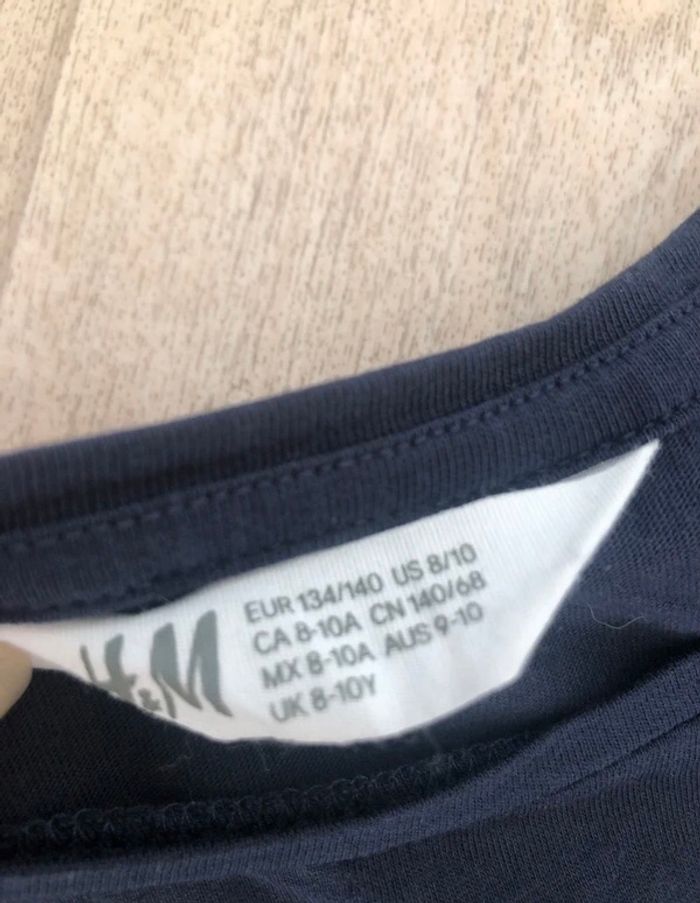 H&M
EUR 134/140 US 8/10
CA 8-10A CN 140/68
MX 8-10A AUS 9-10
UK 8-10Y